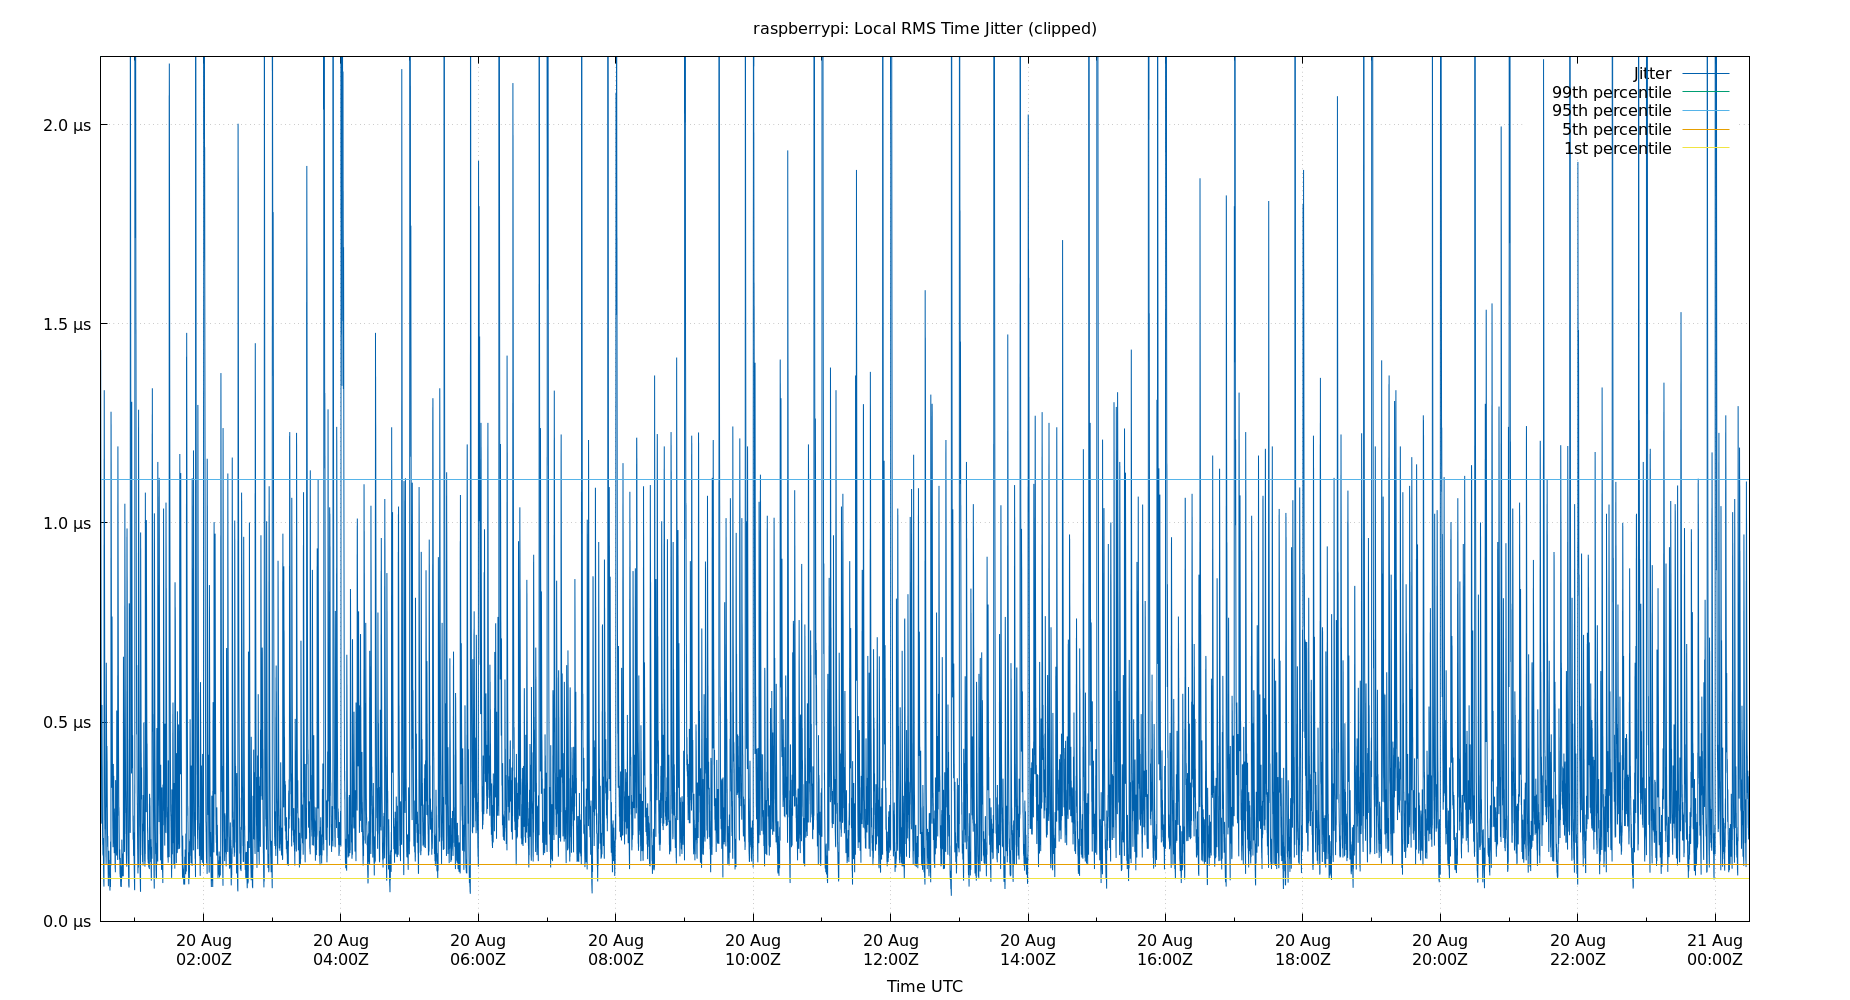 raspberrypi: Local RMS Time Jitter (clipped)
Jitter
99th percentile
95th percentile
5th percentile
1st percentile
2.0 µs
1.5 µs
1.0 µs
0.5 µs
0.0 µs
20 Aug 20 Aug 20 Aug 20 Aug 20 Aug 20 Aug 20 Aug 20 Aug 20 Aug 20 Aug 20 Aug 21 Aug
02:00Z 04:00Z 06:00Z 08:00Z 10:00Z 12:00Z 14:00Z 16:00Z 18:00Z 20:00Z 22:00Z 00:00Z
Time UTC